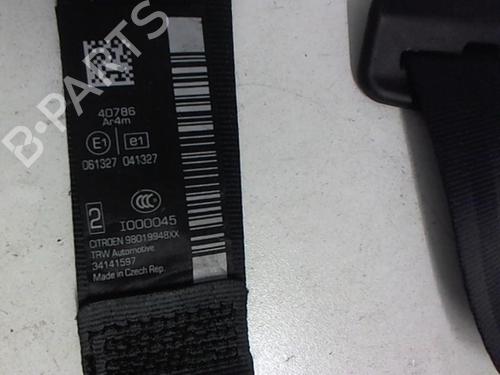 40786
Ar4m
E1 e1
061327 041327
2
CCC
I000045
CITROEN 98019948XX
TRW Automotive
34141597
Made in Czech Rep.
B-PARTS